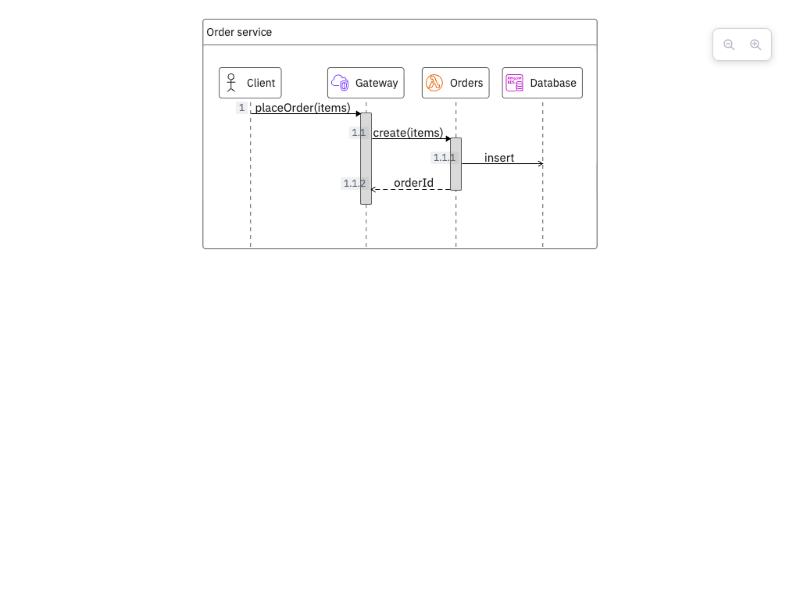 Order service
Client
Gateway
Orders
Database
1 placeOrder(items)
1.1 create(items)
1.1.1 insert
1.1.2 orderId